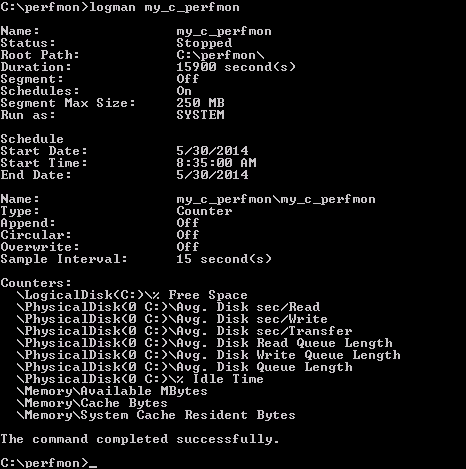 C:\perfmon>logman my_c_perfmon
Name: my_c_perfmon
Status: Stopped
Root Path: C:\perfmon\
Duration: 15900 second(s)
Segment: Off
Schedules: On
Segment Max Size: 250 MB
Run as: SYSTEM
Schedule
Start Date: 5/30/2014
Start Time: 8:35:00 AM
End Date: 5/30/2014
Name: my_c_perfmon\my_c_perfmon
Type: Counter
Append: Off
Circular: Off
Overwrite: Off
Sample Interval: 15 second(s)
Counters:
\LogicalDisk(C:)\% Free Space
\PhysicalDisk(0 C:)\Avg. Disk sec/Read
\PhysicalDisk(0 C:)\Avg. Disk sec/Write
\PhysicalDisk(0 C:)\Avg. Disk sec/Transfer
\PhysicalDisk(0 C:)\Avg. Disk Read Queue Length
\PhysicalDisk(0 C:)\Avg. Disk Write Queue Length
\PhysicalDisk(0 C:)\Avg. Disk Queue Length
\PhysicalDisk(0 C:)\% Idle Time
\Memory\Available MBytes
\Memory\Cache Bytes
\Memory\System Cache Resident Bytes
The command completed successfully.
C:\perfmon>_